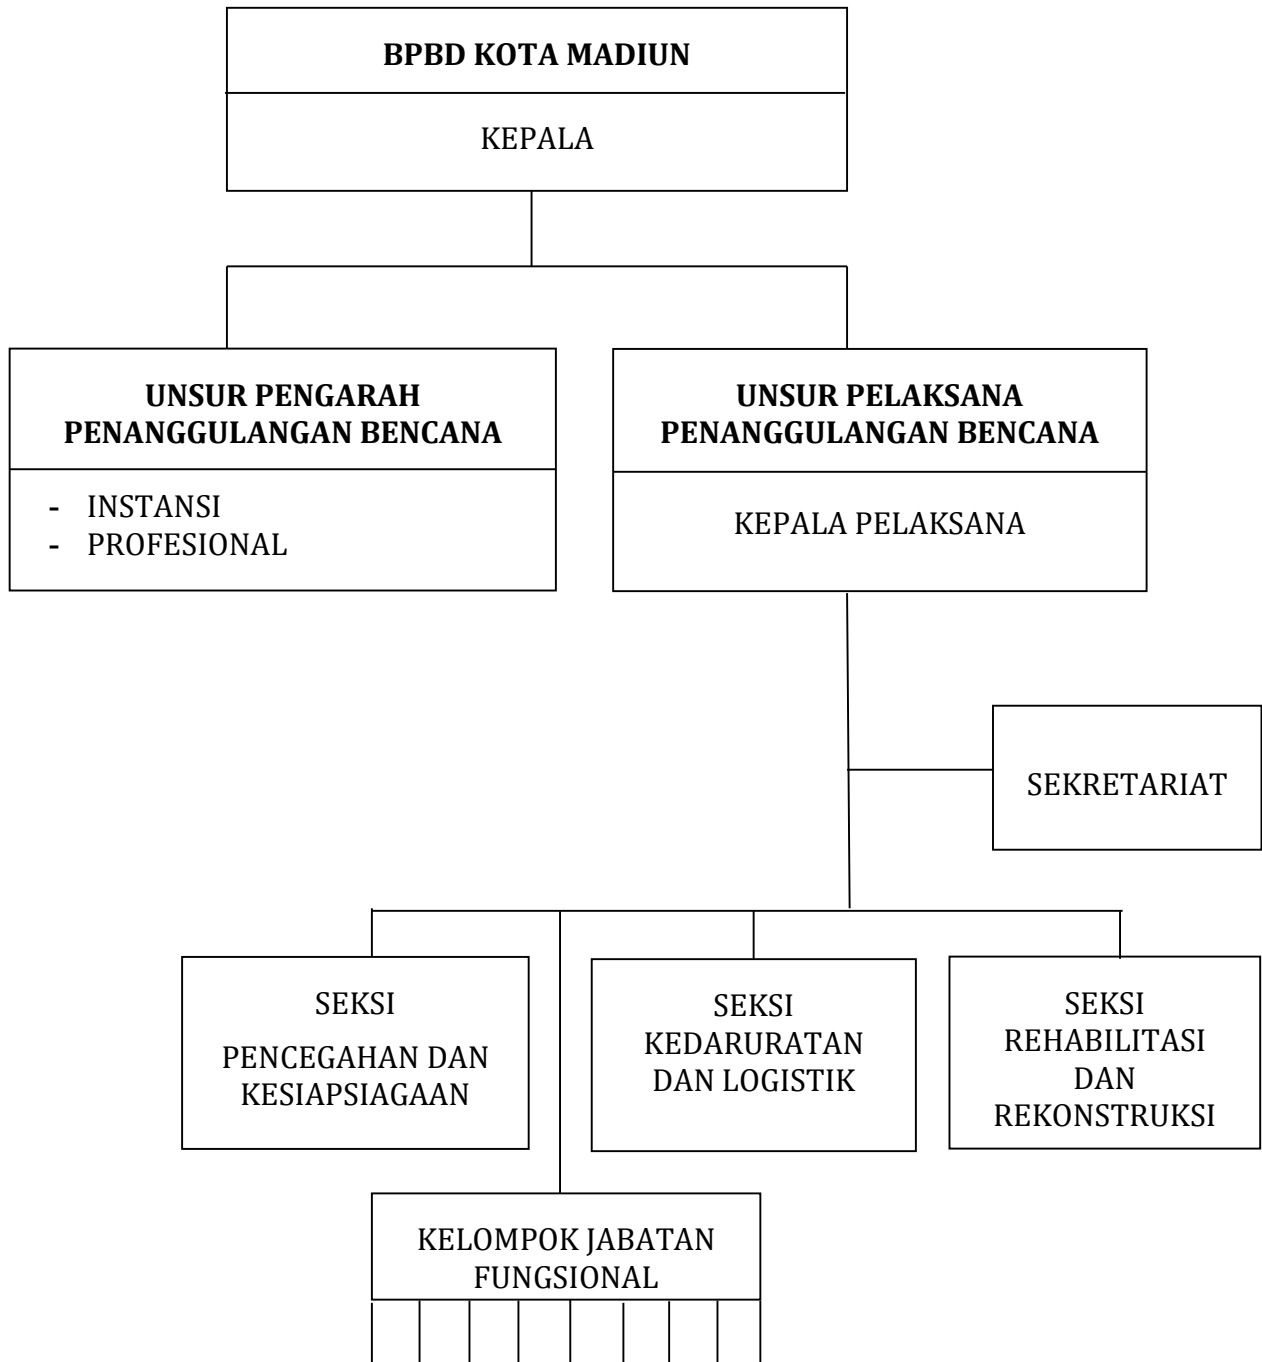 BPBD KOTA MADIUN
KEPALA
UNSUR PENGARAH
PENANGGULANGAN BENCANA
- INSTANSI
- PROFESIONAL
UNSUR PELAKSANA
PENANGGULANGAN BENCANA
KEPALA PELAKSANA
SEKRETARIAT
SEKSI
PENCEGAHAN DAN
KESIAPSIAGAAN
SEKSI
KEDARURATAN
DAN LOGISTIK
SEKSI
REHABILITASI
DAN
REKONSTRUKSI
KELOMPOK JABATAN
FUNGSIONAL